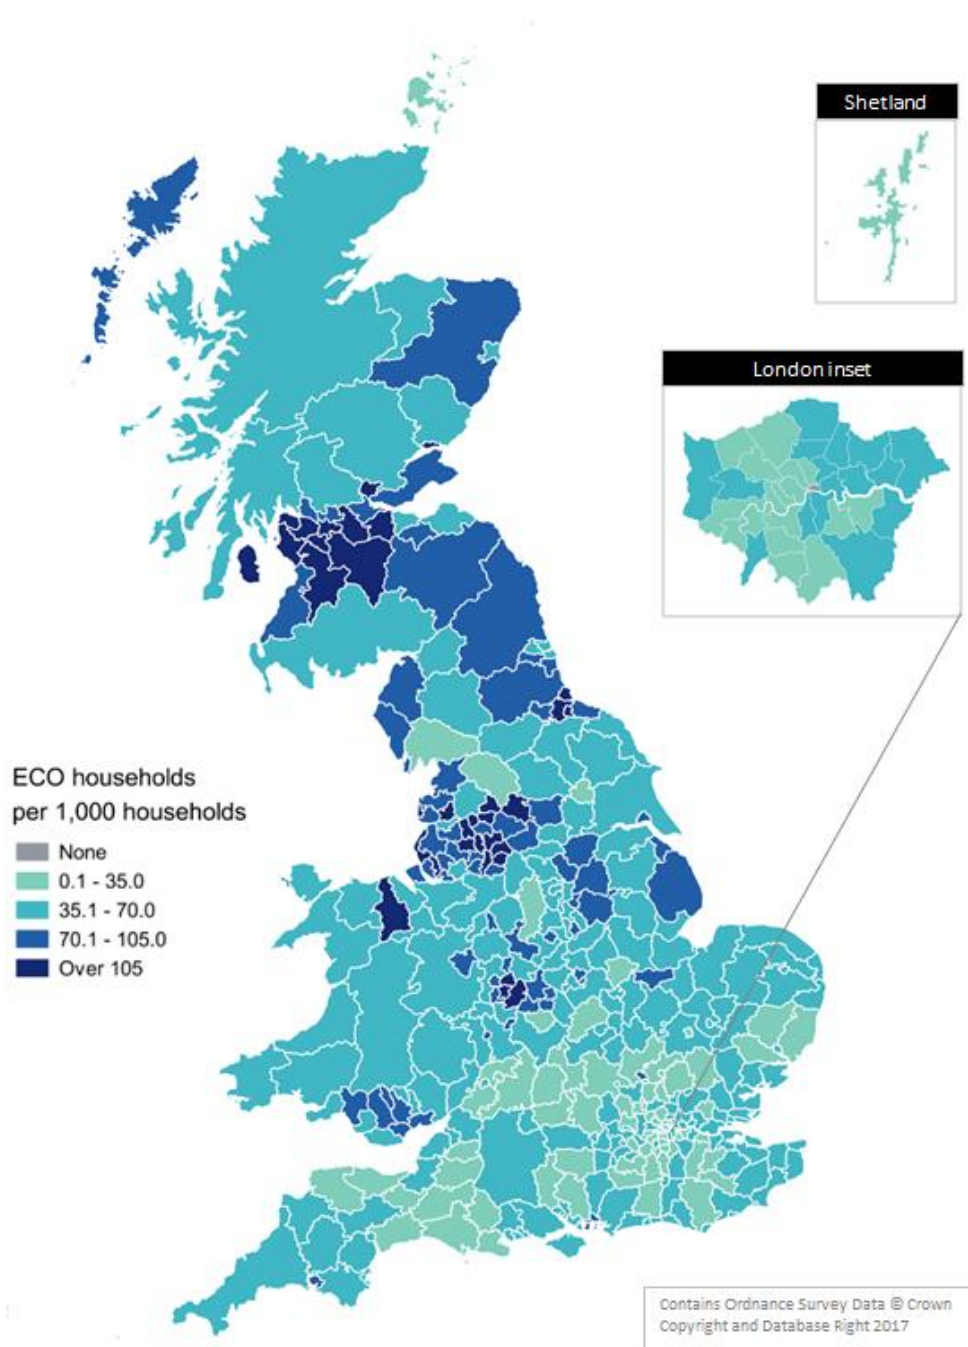 Shetland
London inset
ECO households
per 1,000 households
None
0.1 - 35.0
35.1 - 70.0
70.1 - 105.0
Over 105
Contains Ordnance Survey Data © Crown
Copyright and Database Right 2017